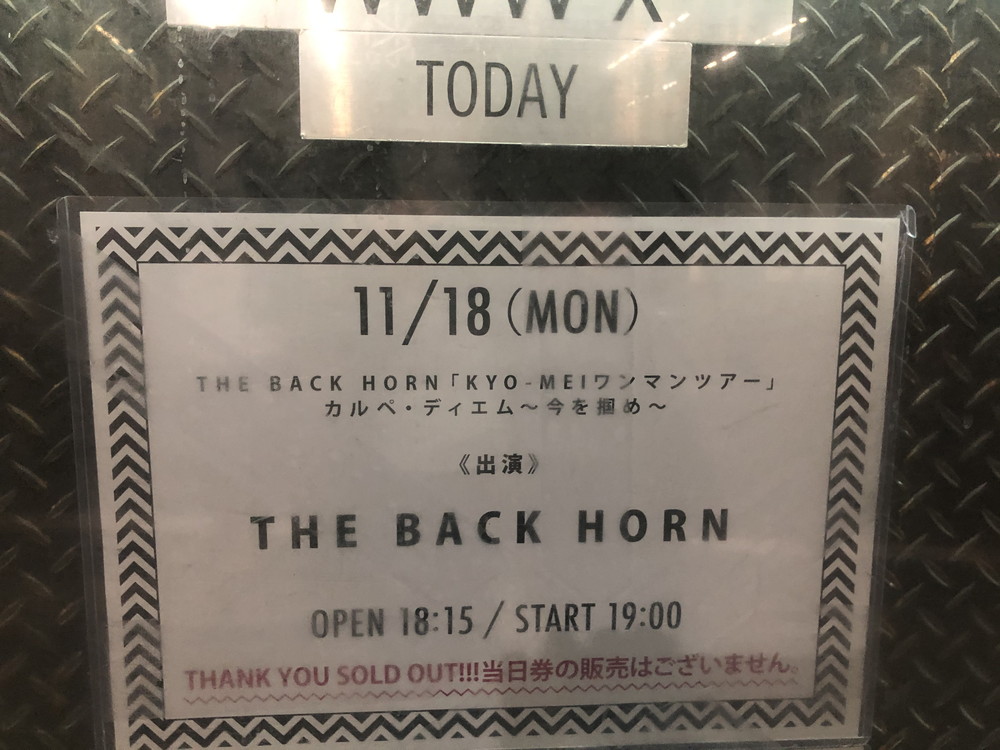 WWW X
TODAY
11/18(MON)
THE BACK HORN「KYO-MEIワンマンツアー」
カルペ・ディエム〜今を掴め〜
《出演》
THE BACK HORN
OPEN 18:15 / START 19:00
THANK YOU SOLD OUT!!!当日券の販売はございません。